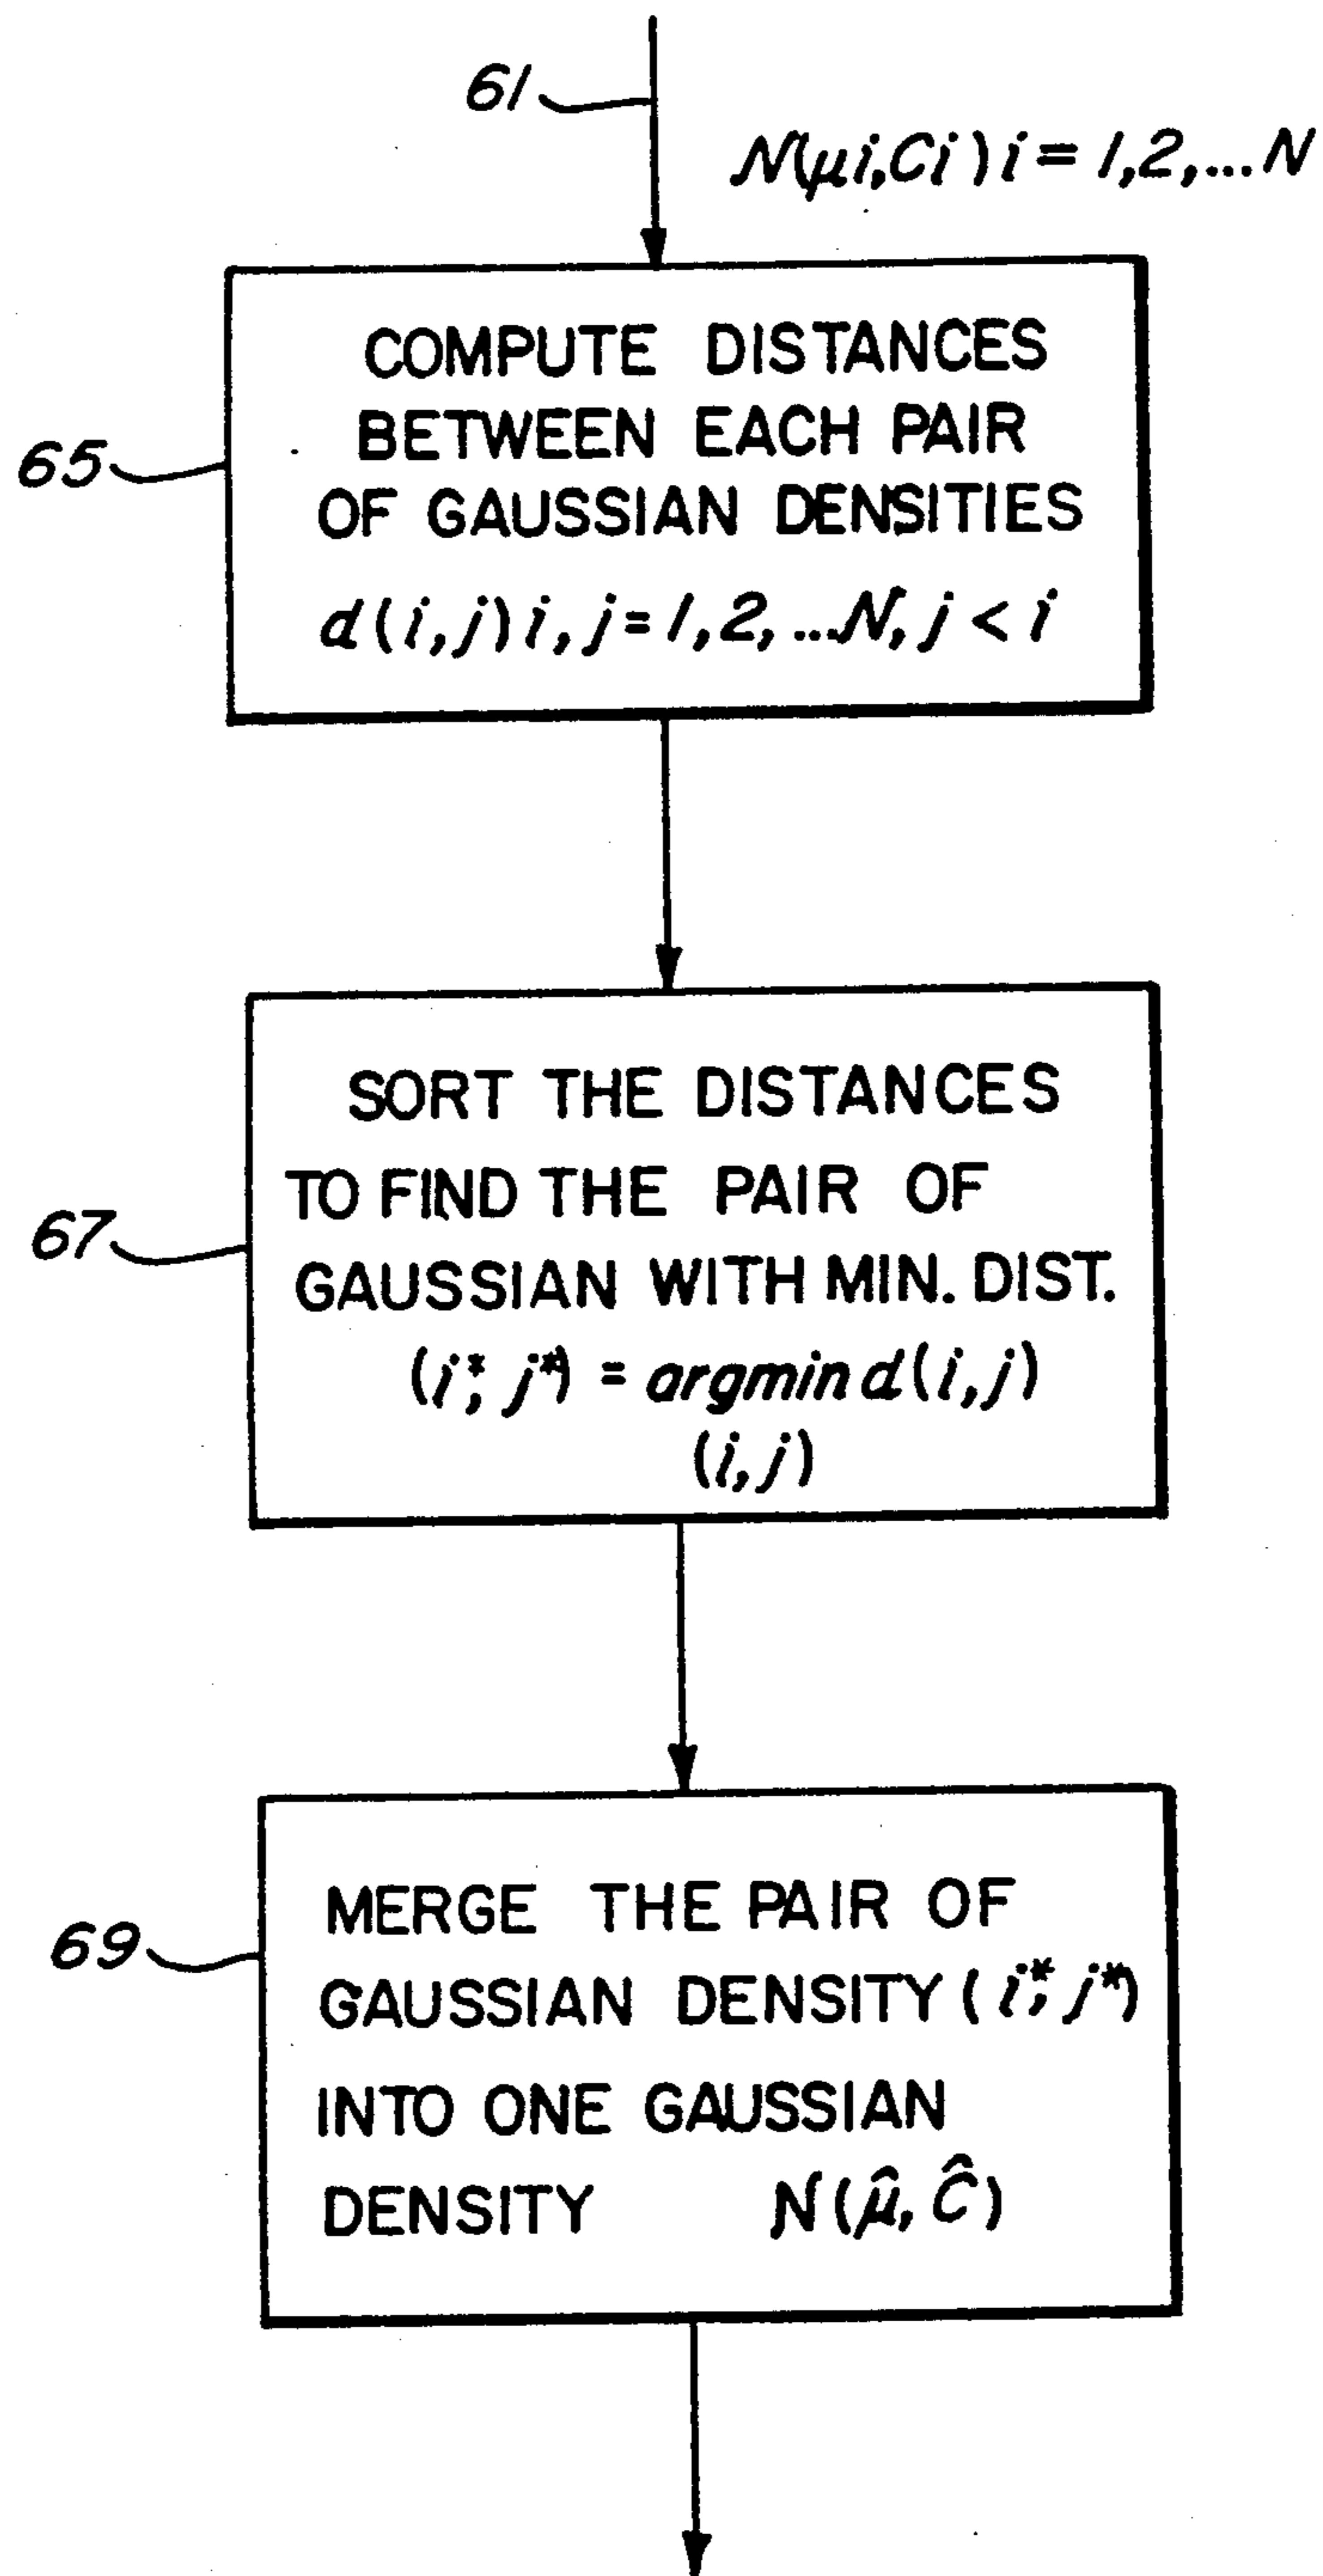 61
𝒩(μi,Ci) i = 1,2,...N
COMPUTE DISTANCES
BETWEEN EACH PAIR
OF GAUSSIAN DENSITIES
d(i,j) i,j = 1,2,...N, j < i
65
SORT THE DISTANCES
TO FIND THE PAIR OF
GAUSSIAN WITH MIN. DIST.
(i*, j*) = argmin d(i,j)
(i,j)
67
MERGE THE PAIR OF
GAUSSIAN DENSITY (i*, j*)
INTO ONE GAUSSIAN
DENSITY N(μ̂, Ĉ)
69